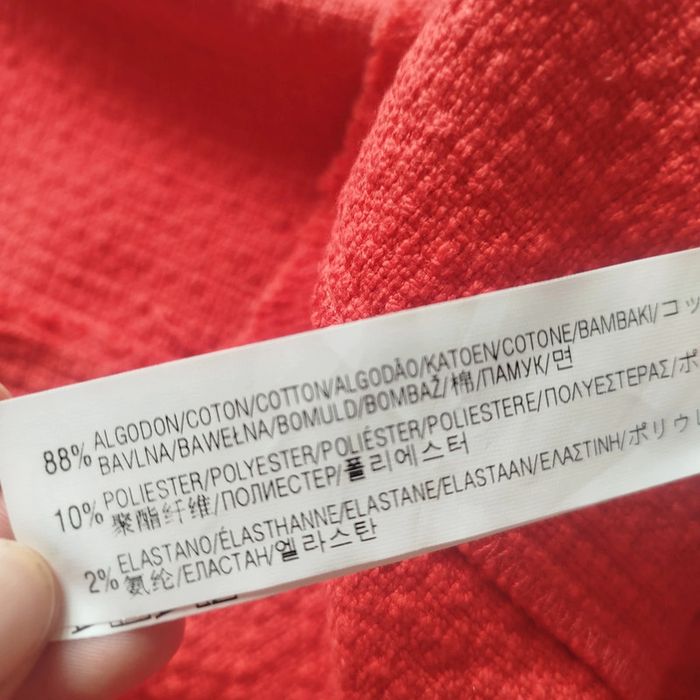 88% ALGODON/COTON/COTTON/ALGODÃO/KATOEN/COTONE/BAMBAKI/コッ
BAVLNA/BAWEŁNA/BOMULD/BOMBAŽ/棉/ПАМУК/면
10% POLIESTER/POLYESTER/POLIÉSTER/POLIESTERE/ΠΟΛΥΕΣΤΕΡΑΣ/ポ
聚酯纤维/ПОЛИЕСТЕР/폴리에스터
2% ELASTANO/ÉLASTHANNE/ELASTANE/ELASTAAN/ΕΛΑΣΤΙΝΗ/ポリウレ
氨纶/ЕЛАСТАН/엘라스탄